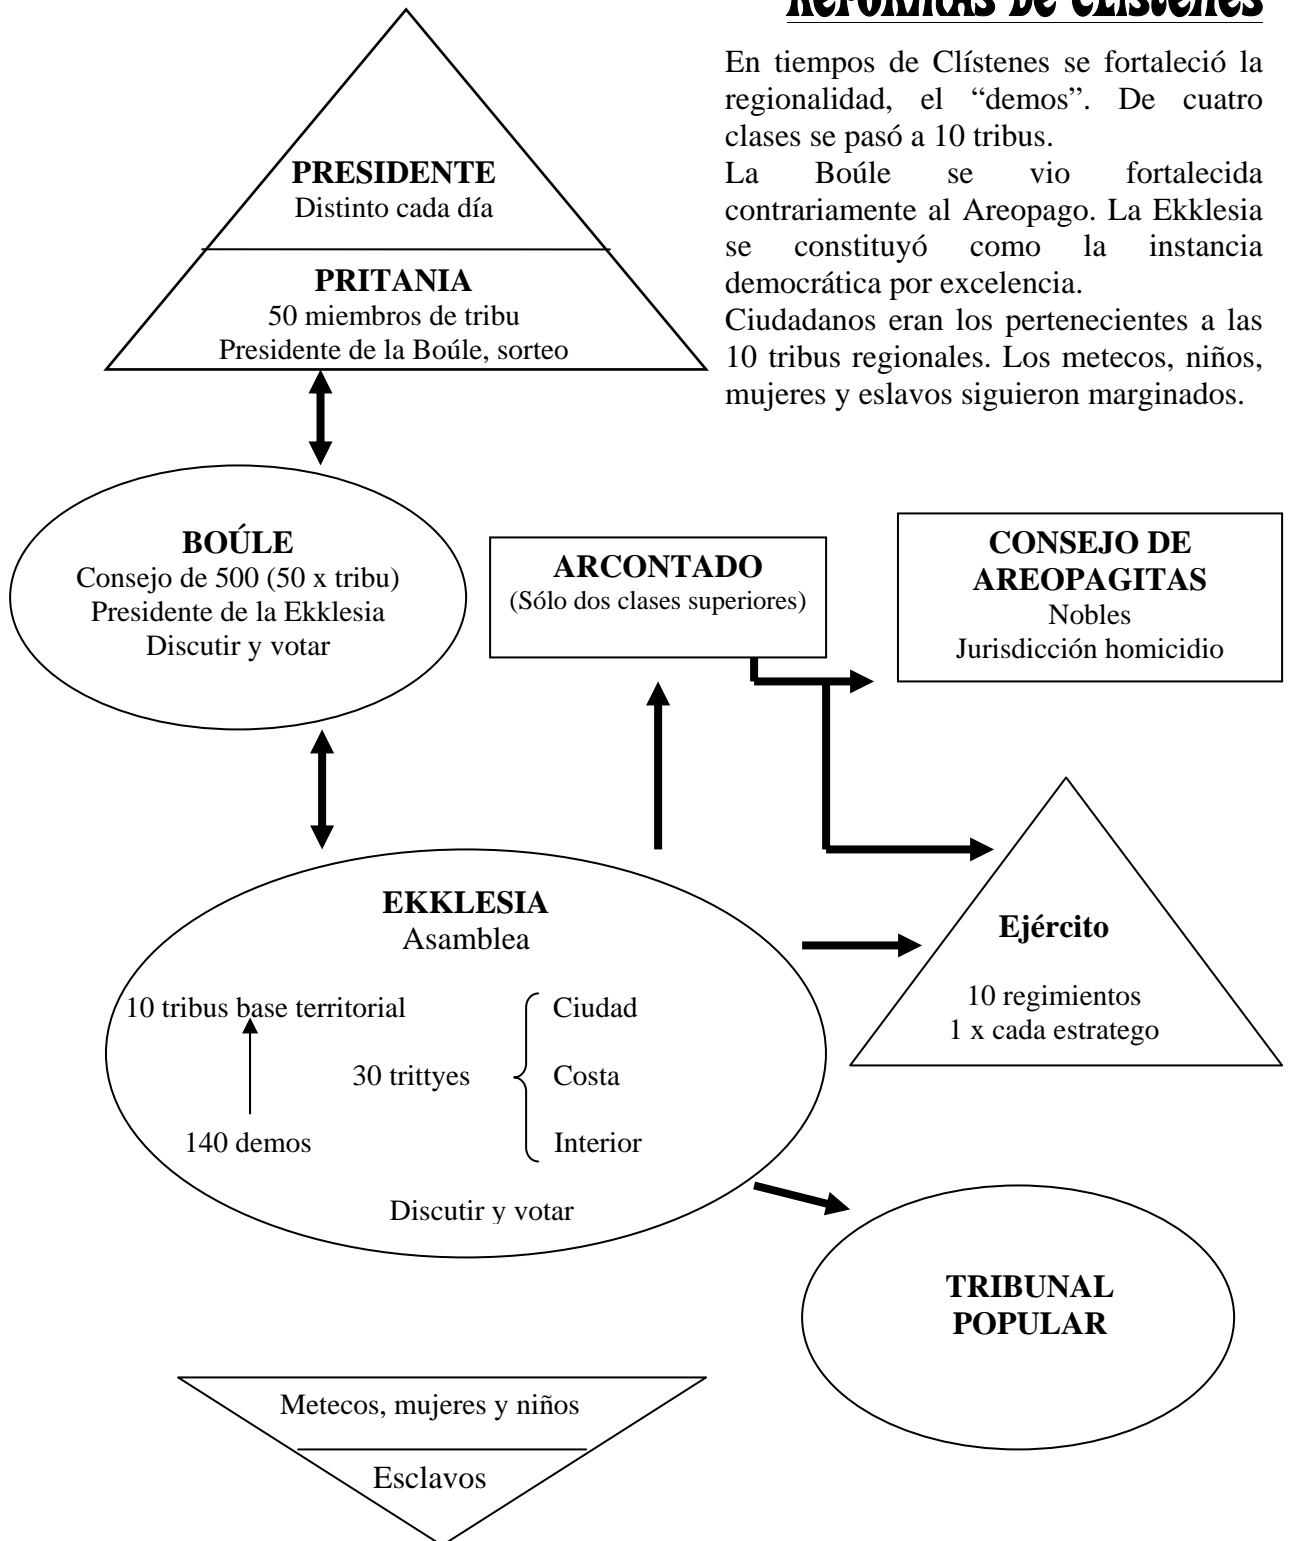 REFORMAS DE CLÍSTENES
En tiempos de Clístenes se fortaleció la
regionalidad, el “demos”. De cuatro
clases se pasó a 10 tribus.
La Boúle se vio fortalecida
contrariamente al Areopago. La Ekklesia
se constituyó como la instancia
democrática por excelencia.
Ciudadanos eran los pertenecientes a las
10 tribus regionales. Los metecos, niños,
mujeres y eslavos siguieron marginados.
PRESIDENTE
Distinto cada día
PRITANIA
50 miembros de tribu
Presidente de la Boúle, sorteo
BOÚLE
Consejo de 500 (50 x tribu)
Presidente de la Ekklesia
Discutir y votar
ARCONTADO
(Sólo dos clases superiores)
CONSEJO DE
AREOPAGITAS
Nobles
Jurisdicción homicidio
EKKLESIA
Asamblea
10 tribus base territorial
30 trittyes
140 demos
Ciudad
Costa
Interior
Discutir y votar
Ejército
10 regimientos
1 x cada estratego
TRIBUNAL
POPULAR
Metecos, mujeres y niños
Esclavos